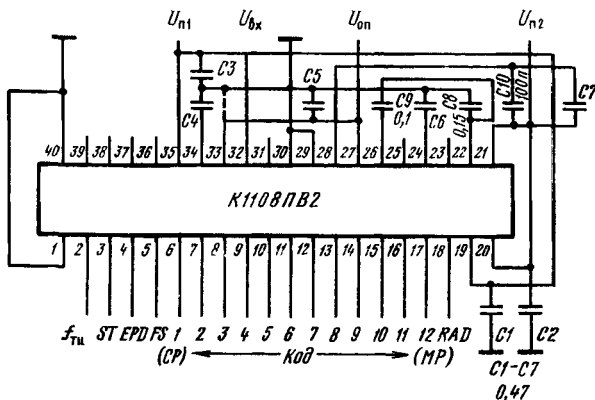 Uп1 Uвх Uоп Uп2
C3 C5 C10 100п C7
C4 C9 0,1 C6 C8 0,15
40 39 38 37 36 35 34 33 32 31 30 29 28 27 26 25 24 23 22 21
К1108ПВ2
1 2 3 4 5 6 7 8 9 10 11 12 13 14 15 16 17 18 19 20
fтц ST EPD FS 1 2 3 4 5 6 7 8 9 10 11 12 RAD
C1 C2
(СР) Код (МР)
C1-C7
0,47